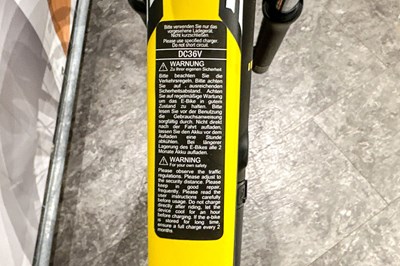 Bitte verwenden Sie nur das
vorgesehene Ladegerät.
Nicht kurzschließen.
Please use specified charger.
Do not short circuit.
DC36V
WARNUNG
Zu Ihrer eigenen Sicherheit
Bitte beachten Sie die
Verkehrsregeln. Bitte achten
Sie auf ausreichenden
Sicherheitsabstand. Achten Sie
auf regelmäßige Wartung
um das E-Bike in gutem
Zustand zu halten. Bitte
lesen Sie vor der Benutzung
die Gebrauchsanweisung
sorgfältig durch. Nicht direkt
nach der Fahrt aufladen,
lassen Sie den Akku vor dem
Aufladen eine Stunde
abkühlen. Bei längerer
Lagerung des E-Bikes alle 2
Monate Akku aufladen.
WARNING
For your own safety
Please observe the traffic
regulations. Please adjust to
the security distance. Please
keep in good repair,
frequently. Please read the
user instructions carefully
before usage. Do not charge
directly after riding, let the
device cool for an hour
before charging. If the e-bike
is stored for long time,
ensure a full charge every 2
months